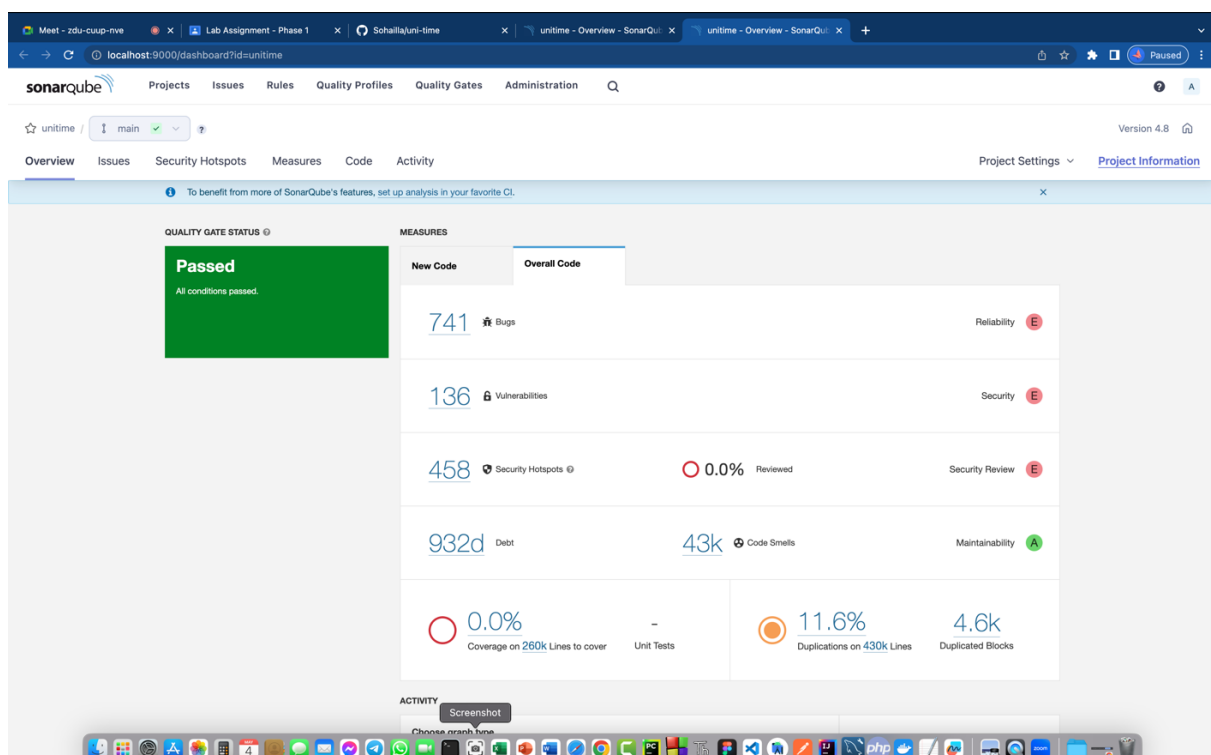 Meet - zdu-cuup-nve
Lab Assignment - Phase 1
Sohailla/uni-time
unitime - Overview - SonarQub
unitime - Overview - SonarQub
localhost:9000/dashboard?id=unitime
Paused
sonarqube Projects Issues Rules Quality Profiles Quality Gates Administration ? A
unitime / main ? Version 4.8
Overview Issues Security Hotspots Measures Code Activity Project Settings Project Information
To benefit from more of SonarQube's features, set up analysis in your favorite CI.
QUALITY GATE STATUS
Passed
All conditions passed.
MEASURES
New Code Overall Code
741 Bugs Reliability E
136 Vulnerabilities Security E
458 Security Hotspots 0.0% Reviewed Security Review E
932d Debt 43k Code Smells Maintainability A
0.0% - 11.6% 4.6k
Coverage on 260k Lines to cover Unit Tests Duplications on 430k Lines Duplicated Blocks
ACTIVITY
Screenshot
Choose graph type
4
PC
php
zoom